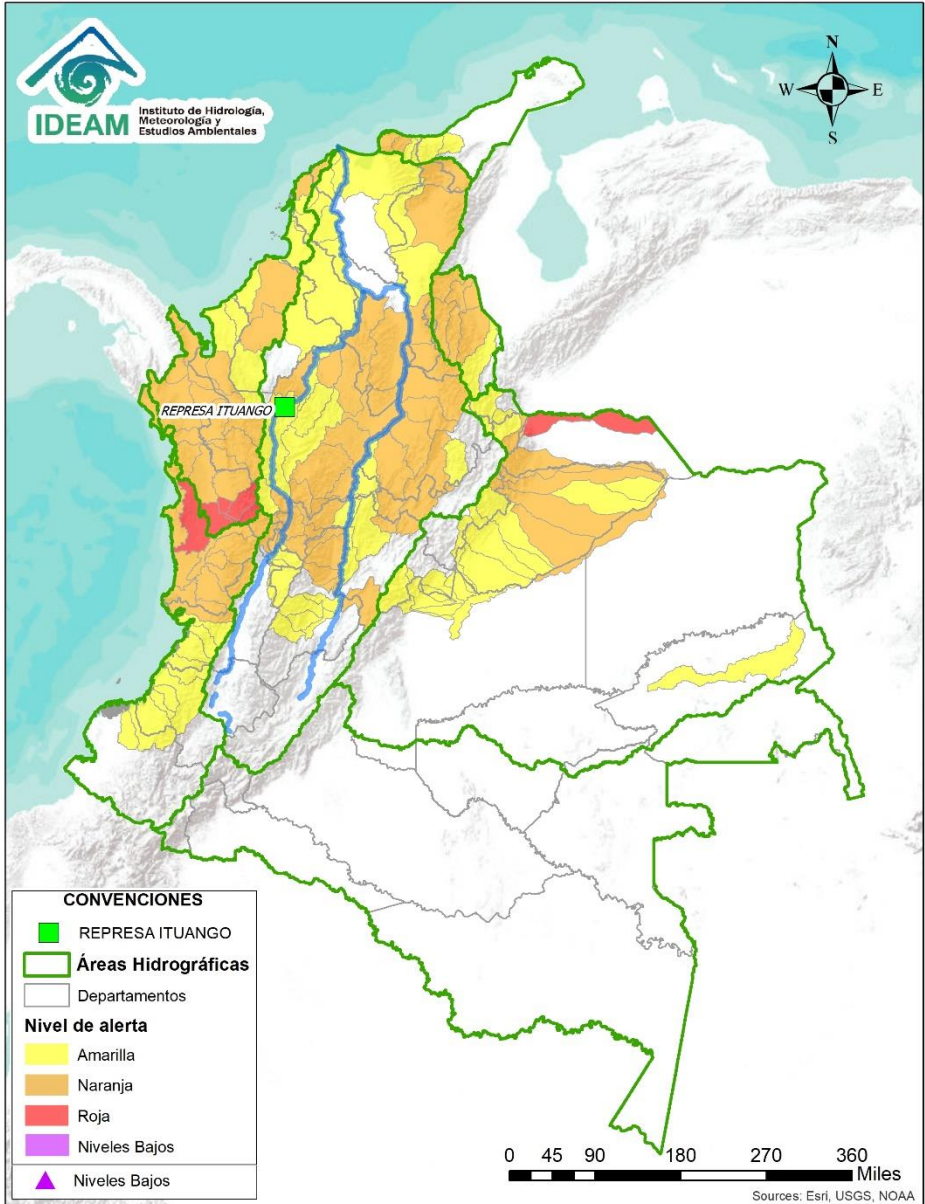 IDEAM
Instituto de Hidrología,
Meteorología y
Estudios Ambientales
N
W
E
S
REPRESA ITUANGO
CONVENCIONES
REPRESA ITUANGO
Áreas Hidrográficas
Departamentos
Nivel de alerta
Amarilla
Naranja
Roja
Niveles Bajos
Niveles Bajos
0 45 90 180 270 360
Miles
Sources: Esri, USGS, NOAA